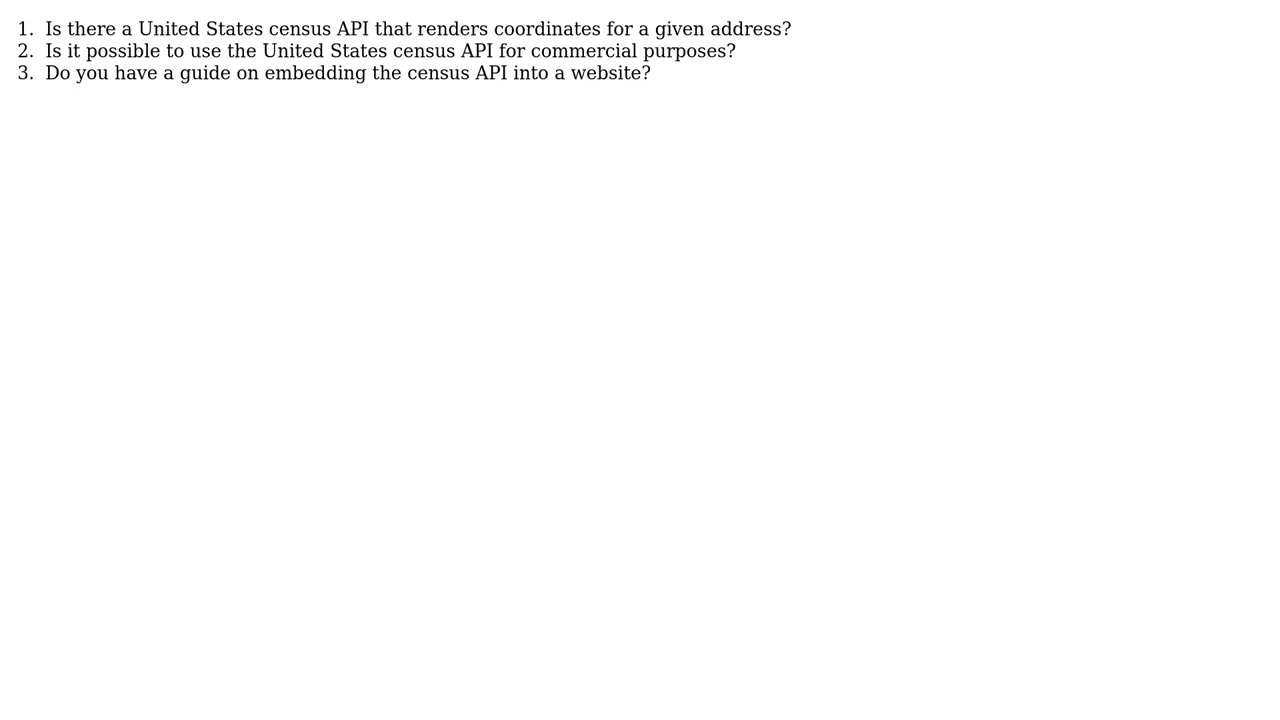 1. Is there a United States census API that renders coordinates for a given address?
2. Is it possible to use the United States census API for commercial purposes?
3. Do you have a guide on embedding the census API into a website?